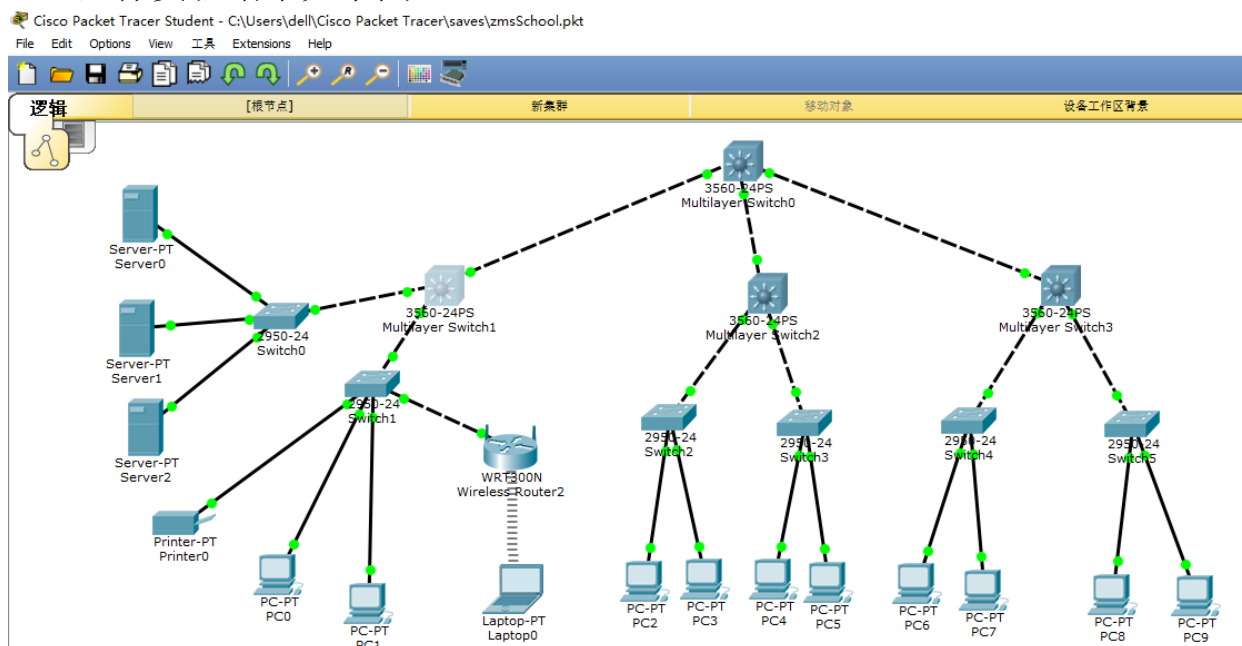 Cisco Packet Tracer Student - C:\Users\dell\Cisco Packet Tracer\saves\zmsSchool.pkt
File Edit Options View 工具 Extensions Help
逻辑 [根节点] 新集群 移动对象 设备工作区背景
3560-24PS
Multilayer Switch0
Server-PT
Server0
3560-24PS
Multilayer Switch1
3560-24PS
Multilayer Switch2
3560-24PS
Multilayer Switch3
2950-24
Switch0
Server-PT
Server1
2950-24
Switch1
2950-24
Switch2
2950-24
Switch3
2950-24
Switch4
2950-24
Switch5
Server-PT
Server2
WRT300N
Wireless Router2
Printer-PT
Printer0
PC-PT
PC0
PC-PT
PC1
Laptop-PT
Laptop0
PC-PT
PC2
PC-PT
PC3
PC-PT
PC4
PC-PT
PC5
PC-PT
PC6
PC-PT
PC7
PC-PT
PC8
PC-PT
PC9